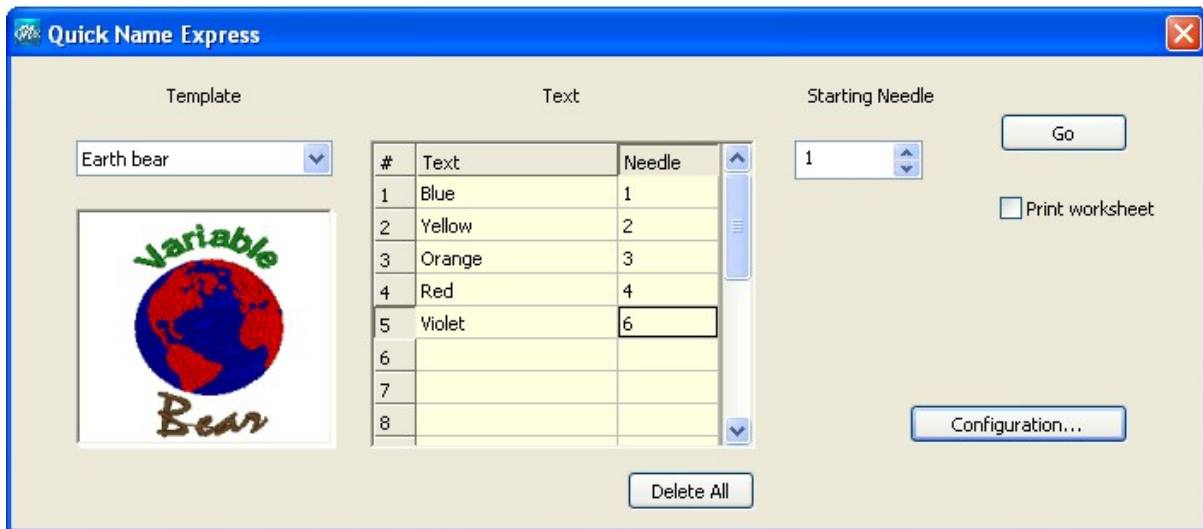 Quick Name Express
Template Text Starting Needle
Go
Earth bear
1
# Text Needle
1 Blue 1
2 Yellow 2
3 Orange 3
4 Red 4
5 Violet 6
6
7
8
Print worksheet
Variable
Bear
Configuration...
Delete All